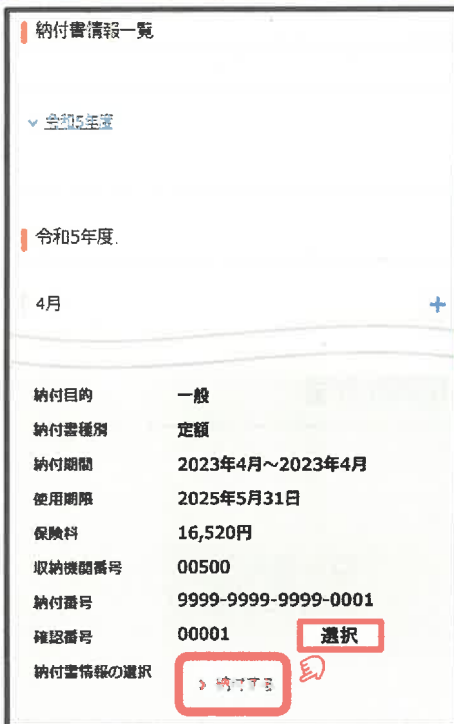 納付書情報一覧
令和5年度
令和5年度
4月
納付目的 一般
納付書種別 定額
納付期間 2023年4月～2023年4月
使用期限 2025年5月31日
保険料 16,520円
収納機関番号 00500
納付番号 9999-9999-9999-0001
確認番号 00001 選択
納付書情報の選択 納付する